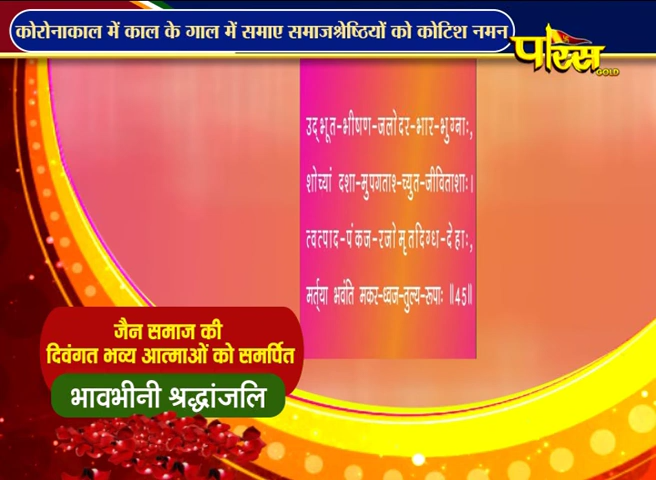 कोरोनाकाल में काल के गाल में समाए समाजश्रेष्ठियों को कोटिश नमन
पारस
GOLD
उद्भूत-भीषण-जलोदर-भार-भुग्नाः,
शोच्यां दशा-मुपगताश्-च्युत-जीविताशाः।
त्वत्पाद-पंकज-रजोमृतदिग्ध-देहाः,
मर्त्या भवंति मकर-ध्वज-तुल्य-रूपाः ॥45॥
जैन समाज की
दिवंगत भव्य आत्माओं को समर्पित
भावभीनी श्रद्धांजलि